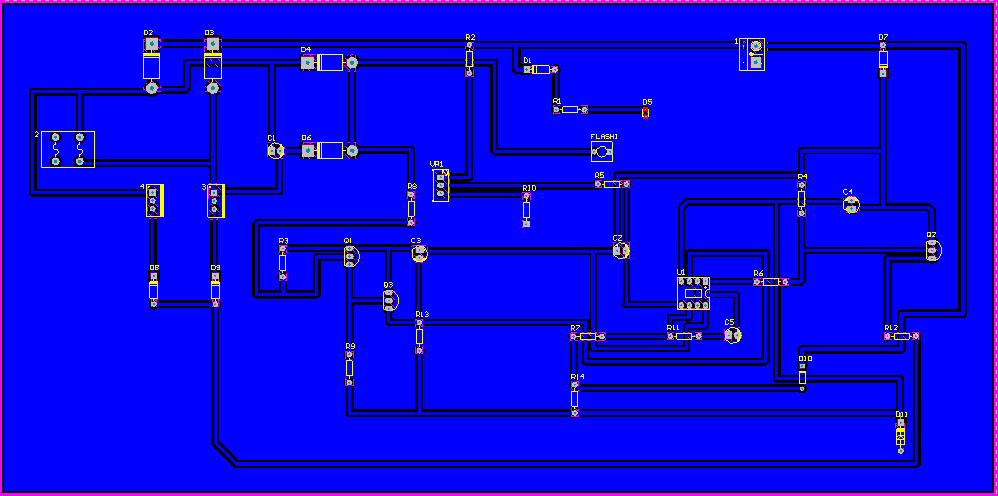 D2
D3
R2
1
D7
D4
D1
R1
D5
2
C1
D6
FLASH1
VR1
R5
R4
4
3
R8
R10
C4
R3
Q1
C3
C2
Q2
D8
D9
U1
R6
Q3
R13
C5
R7
R11
R12
R9
D10
R14
D11